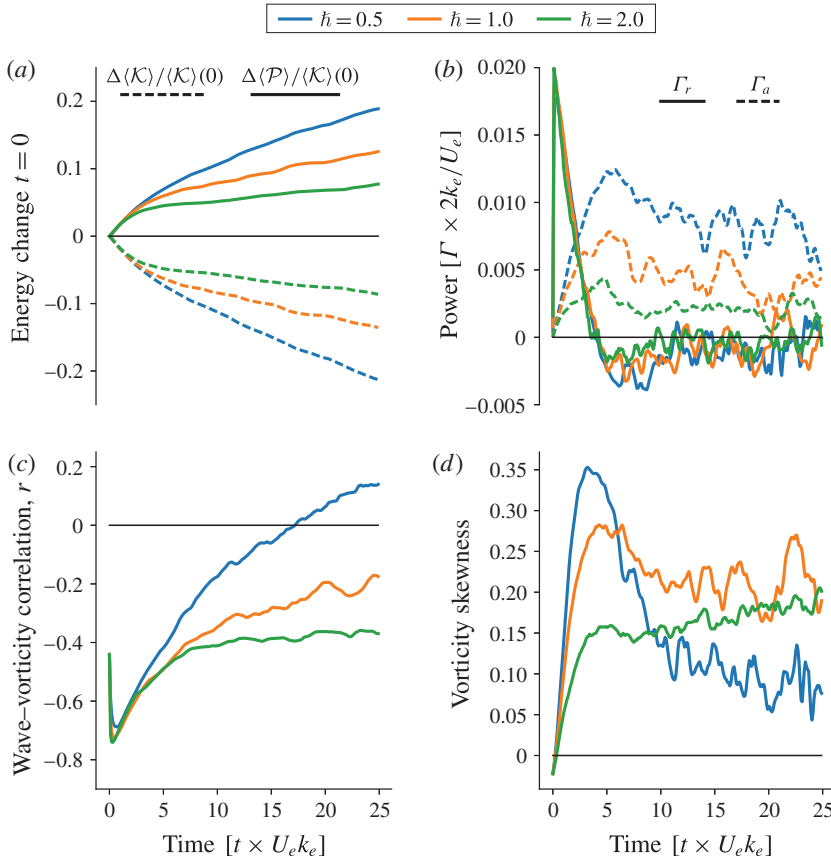 ħ = 0.5 ħ = 1.0 ħ = 2.0
(a)
Δ⟨𝒦⟩/⟨𝒦⟩(0) Δ⟨𝒫⟩/⟨𝒦⟩(0)
0.2
0.1
0
−0.1
−0.2
Energy change t = 0
(b)
Γr Γa
0.020
0.015
0.010
0.005
0
−0.005
Power [Γ × 2ke/Ue]
(c)
0.2
0
−0.2
−0.4
−0.6
−0.8
Wave–vorticity correlation, r
0 5 10 15 20 25
Time [t × Ueke]
(d)
0.35
0.30
0.25
0.20
0.15
0.10
0.05
0
Vorticity skewness
0 5 10 15 20 25
Time [t × Ueke]